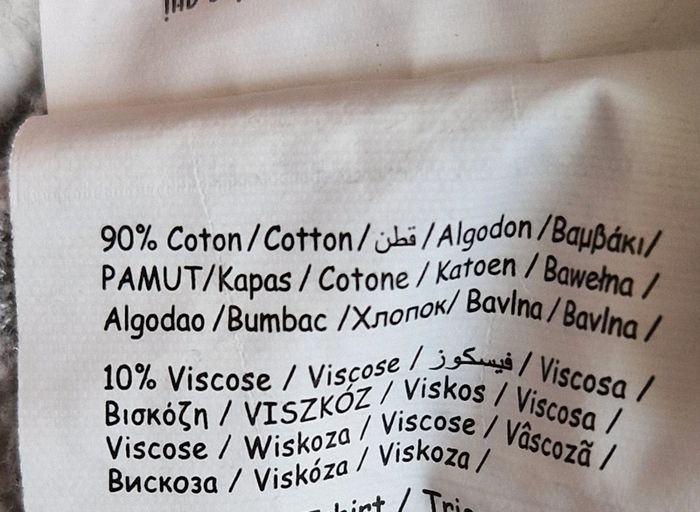 90% Coton / Cotton / قطن / Algodon / Βαμβάκι /
PAMUT / Kapas / Cotone / Katoen / Bawełna /
Algodao / Bumbac / Хлопок / Bavlna / Bavlna /
10% Viscose / Viscose / فيسكوز / Viscosa /
Βισκόζη / VISZKÓZ / Viskos / Viscosa /
Viscose / Wiskoza / Viscose / Vâscozã /
Вискоза / Viskóza / Viskoza /